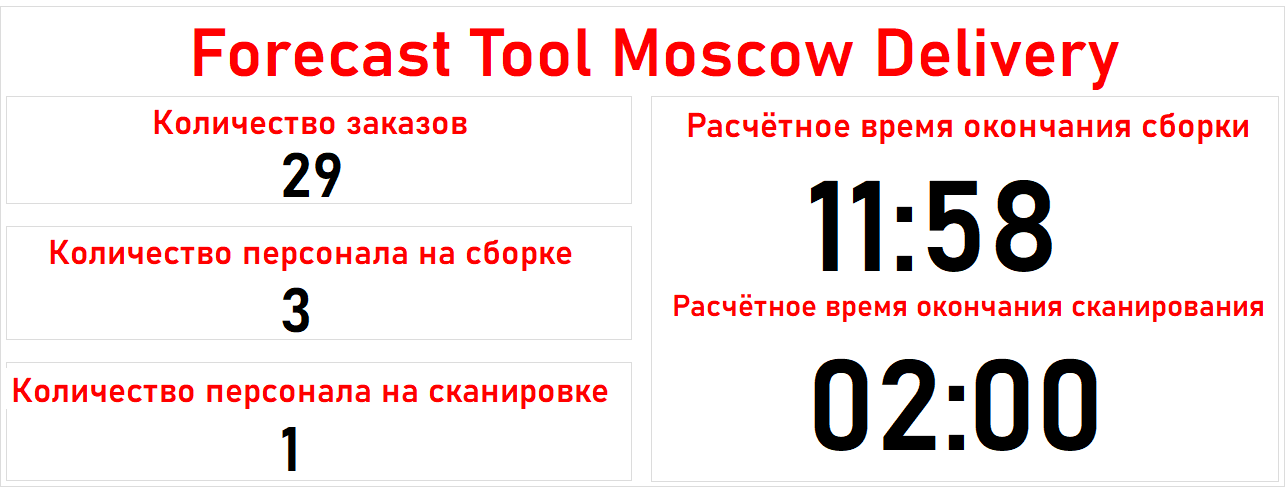 Forecast Tool Moscow Delivery
Количество заказов
29
Количество персонала на сборке
3
Количество персонала на сканировке
1
Расчётное время окончания сборки
11:58
Расчётное время окончания сканирования
02:00